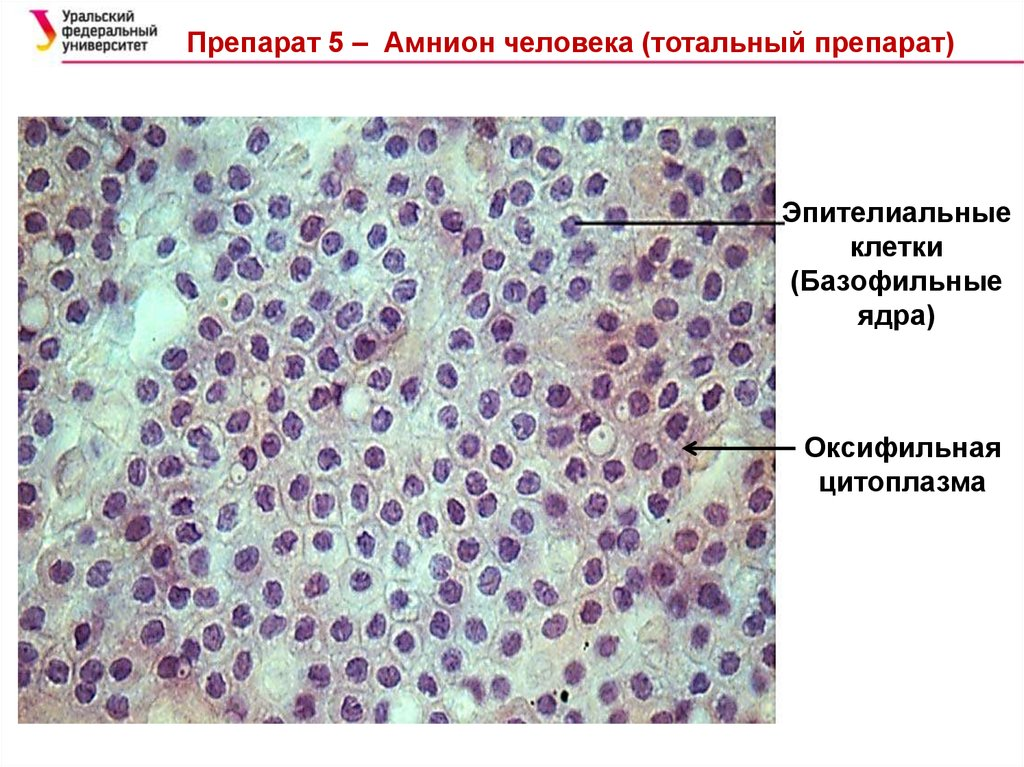 Уральский
федеральный
университет
Препарат 5 – Амнион человека (тотальный препарат)
Эпителиальные
клетки
(Базофильные
ядра)
Оксифильная
цитоплазма